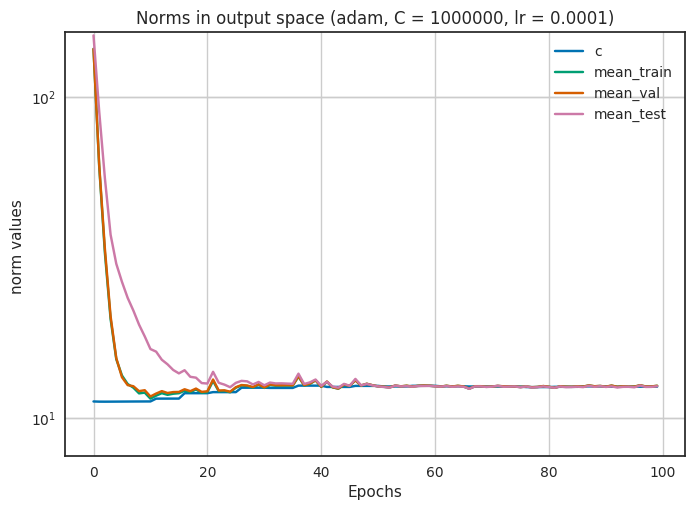 Norms in output space (adam, C = 1000000, lr = 0.0001)
c
mean_train
mean_val
mean_test
norm values
10²
10¹
0 20 40 60 80 100
Epochs